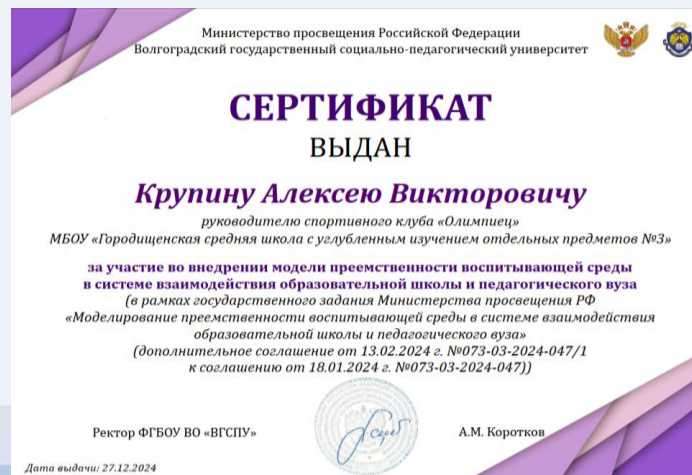 Министерство просвещения Российской Федерации
Волгоградский государственный социально-педагогический университет
СЕРТИФИКАТ
ВЫДАН
Крупину Алексею Викторовичу
руководителю спортивного клуба «Олимпиец»
МБОУ «Городищенская средняя школа с углубленным изучением отдельных предметов №3»
за участие во внедрении модели преемственности воспитывающей среды
в системе взаимодействия образовательной школы и педагогического вуза
(в рамках государственного задания Министерства просвещения РФ
«Моделирование преемственности воспитывающей среды в системе взаимодействия
образовательной школы и педагогического вуза»
(дополнительное соглашение от 13.02.2024 г. №073-03-2024-047/1
к соглашению от 18.01.2024 г. №073-03-2024-047))
Ректор ФГБОУ ВО «ВГСПУ»
А.М. Коротков
Дата выдачи: 27.12.2024